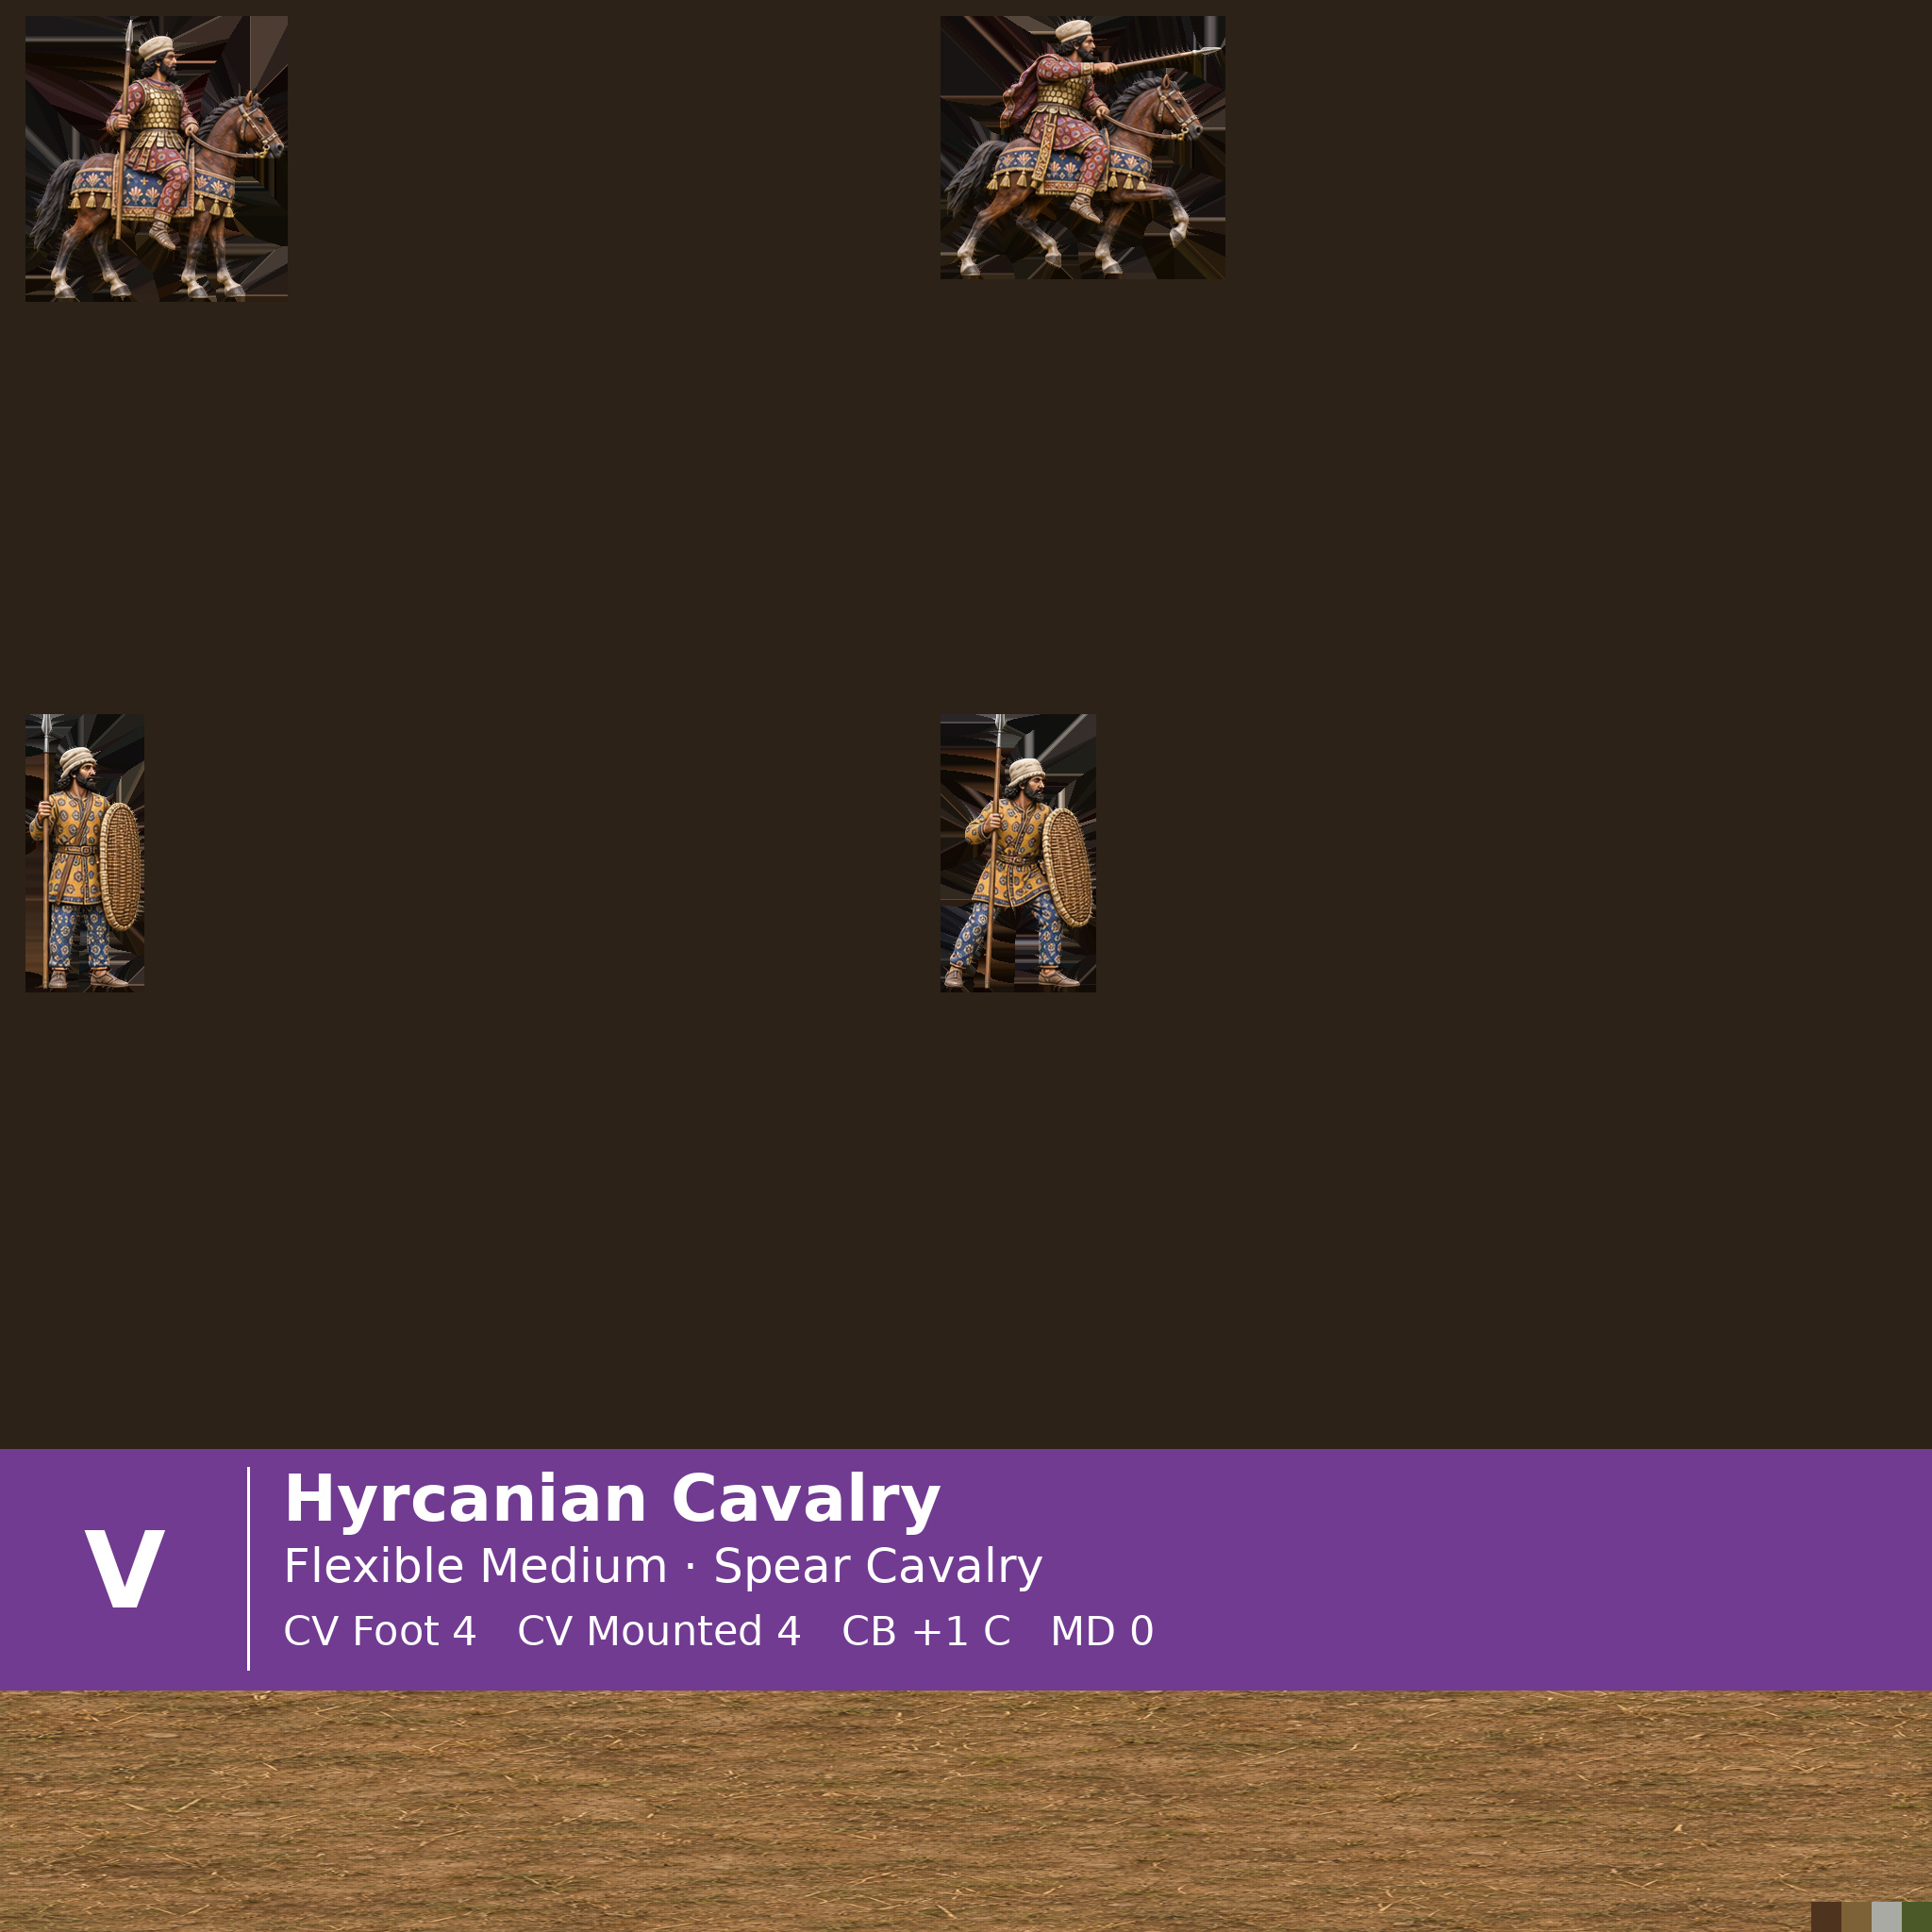 V
Hyrcanian Cavalry
Flexible Medium · Spear Cavalry
CV Foot 4 CV Mounted 4 CB +1 C MD 0